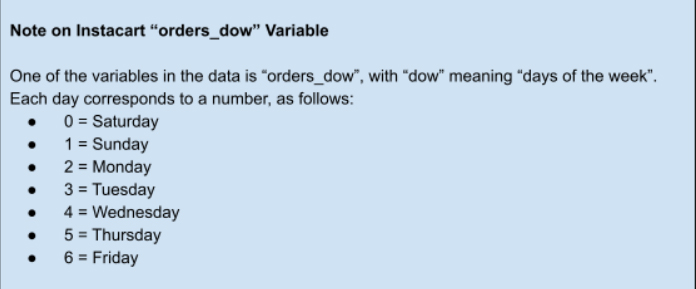 Note on Instacart “orders_dow” Variable
One of the variables in the data is “orders_dow”, with “dow” meaning “days of the week”.
Each day corresponds to a number, as follows:
● 0 = Saturday
● 1 = Sunday
● 2 = Monday
● 3 = Tuesday
● 4 = Wednesday
● 5 = Thursday
● 6 = Friday